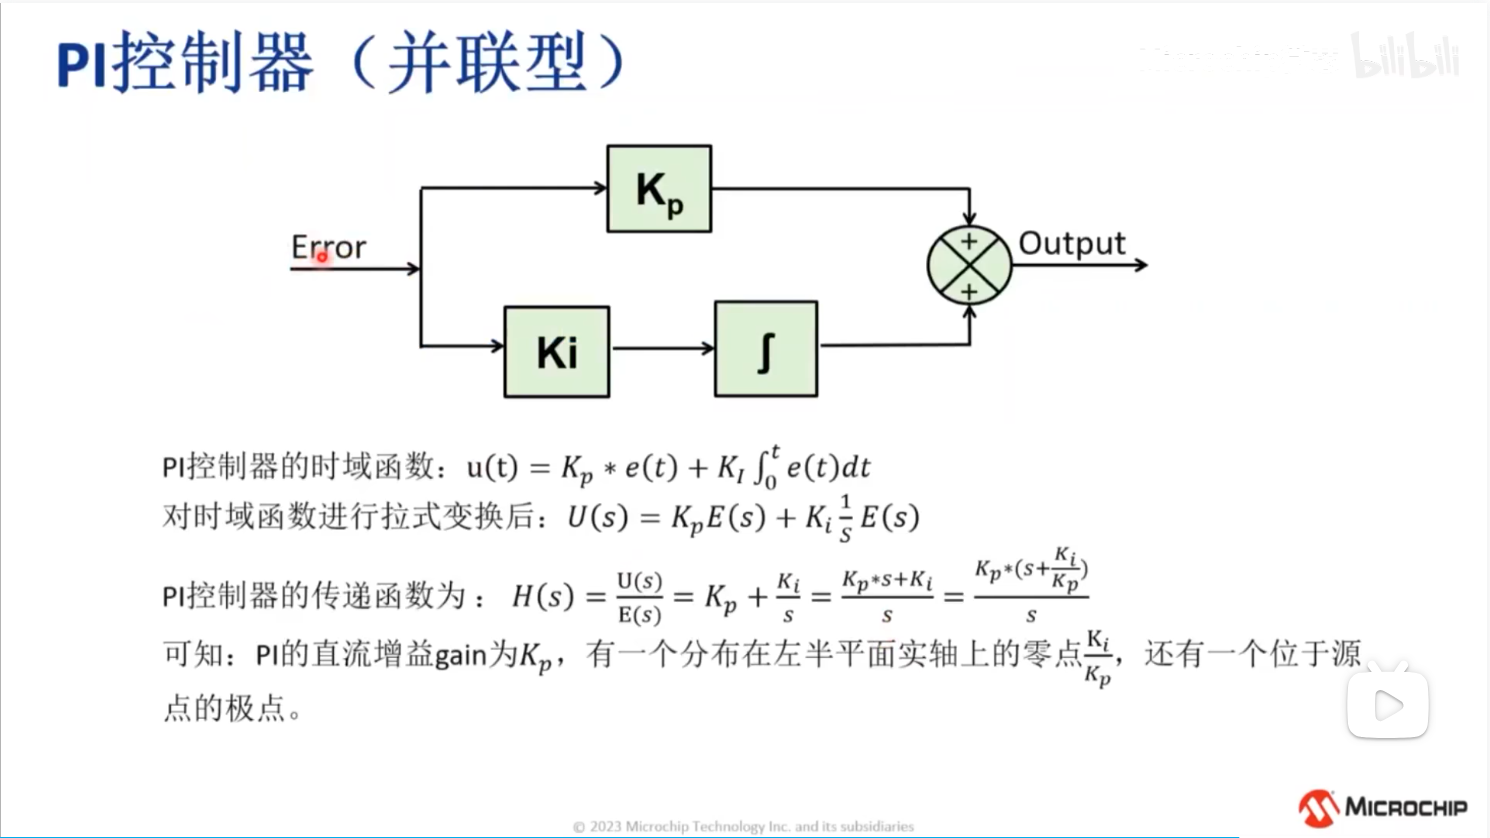 PI控制器（并联型）
bilibili
Kp
Error
+
Output
+
Ki
∫
PI控制器的时域函数：u(t) = K_p * e(t) + K_I ∫_0^t e(t)dt
对时域函数进行拉式变换后：U(s) = K_pE(s) + K_i \frac{1}{s} E(s)
PI控制器的传递函数为： H(s) = \frac{U(s)}{E(s)} = K_p + \frac{K_i}{s} = \frac{K_p*s+K_i}{s} = \frac{K_p*(s+\frac{K_i}{K_p})}{s}
可知：PI的直流增益gain为K_p，有一个分布在左半平面实轴上的零点\frac{K_i}{K_p}，还有一个位于源
点的极点。
MICROCHIP
© 2023 Microchip Technology Inc. and its subsidiaries